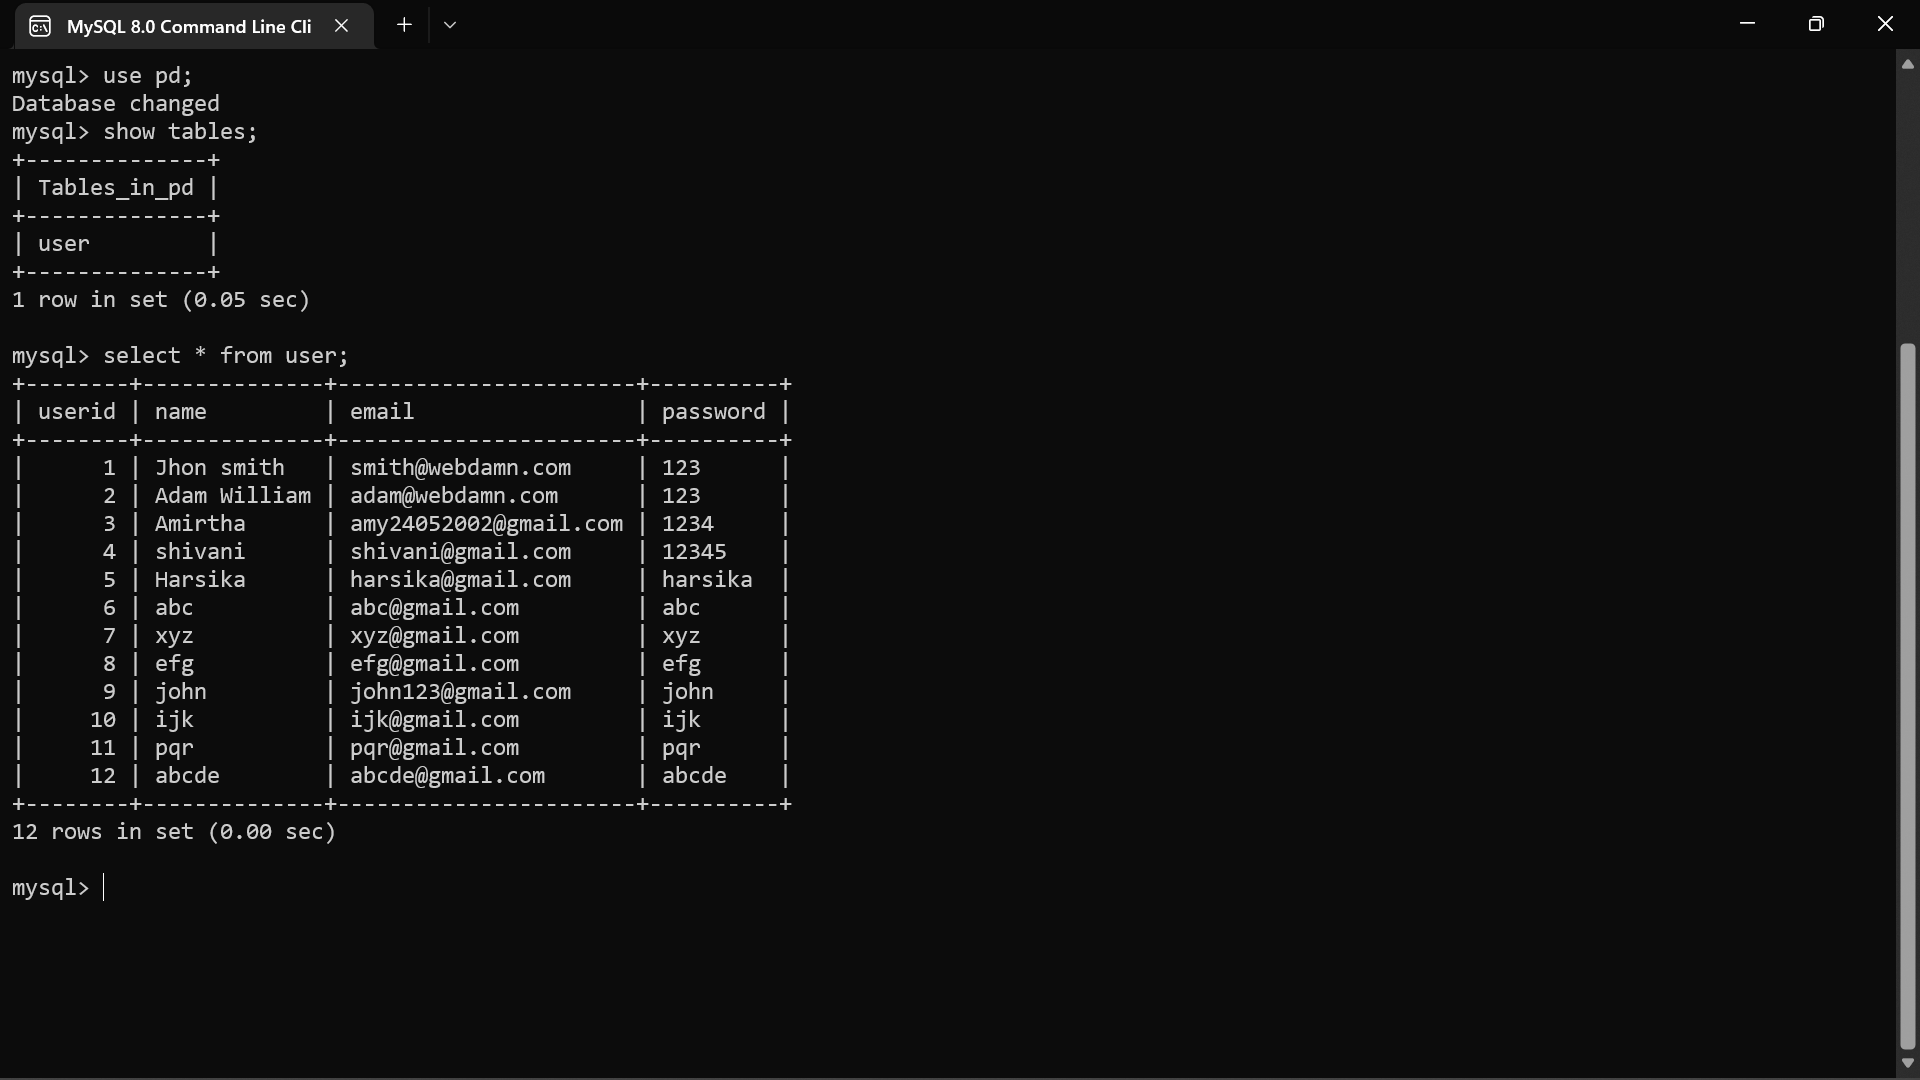 MySQL 8.0 Command Line Cli
mysql> use pd;
Database changed
mysql> show tables;
+--------------+
| Tables_in_pd |
+--------------+
| user         |
+--------------+
1 row in set (0.05 sec)

mysql> select * from user;
+--------+--------------+-----------------------+----------+
| userid | name         | email                 | password |
+--------+--------------+-----------------------+----------+
|      1 | Jhon smith   | smith@webdamn.com     | 123      |
|      2 | Adam William | adam@webdamn.com      | 123      |
|      3 | Amirtha      | amy24052002@gmail.com | 1234     |
|      4 | shivani      | shivani@gmail.com     | 12345    |
|      5 | Harsika      | harsika@gmail.com     | harsika  |
|      6 | abc          | abc@gmail.com         | abc      |
|      7 | xyz          | xyz@gmail.com         | xyz      |
|      8 | efg          | efg@gmail.com         | efg      |
|      9 | john         | john123@gmail.com     | john     |
|     10 | ijk          | ijk@gmail.com         | ijk      |
|     11 | pqr          | pqr@gmail.com         | pqr      |
|     12 | abcde        | abcde@gmail.com       | abcde    |
+--------+--------------+-----------------------+----------+
12 rows in set (0.00 sec)

mysql>